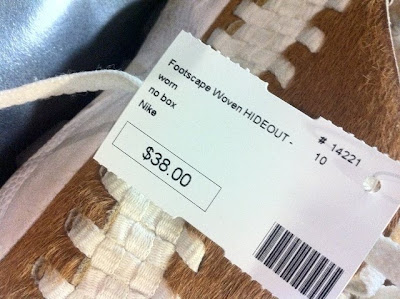 Footscape Woven HIDEOUT -
worn
no box
Nike
# 14221
10
$38.00